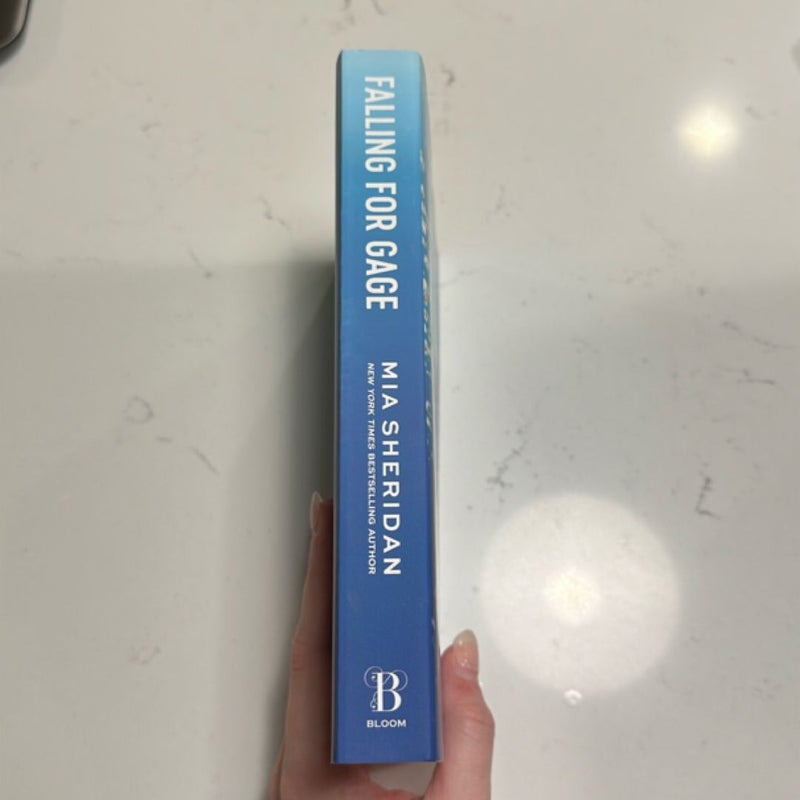 FALLING FOR GAGE
MIA SHERIDAN
NEW YORK TIMES BESTSELLING AUTHOR
B
BLOOM